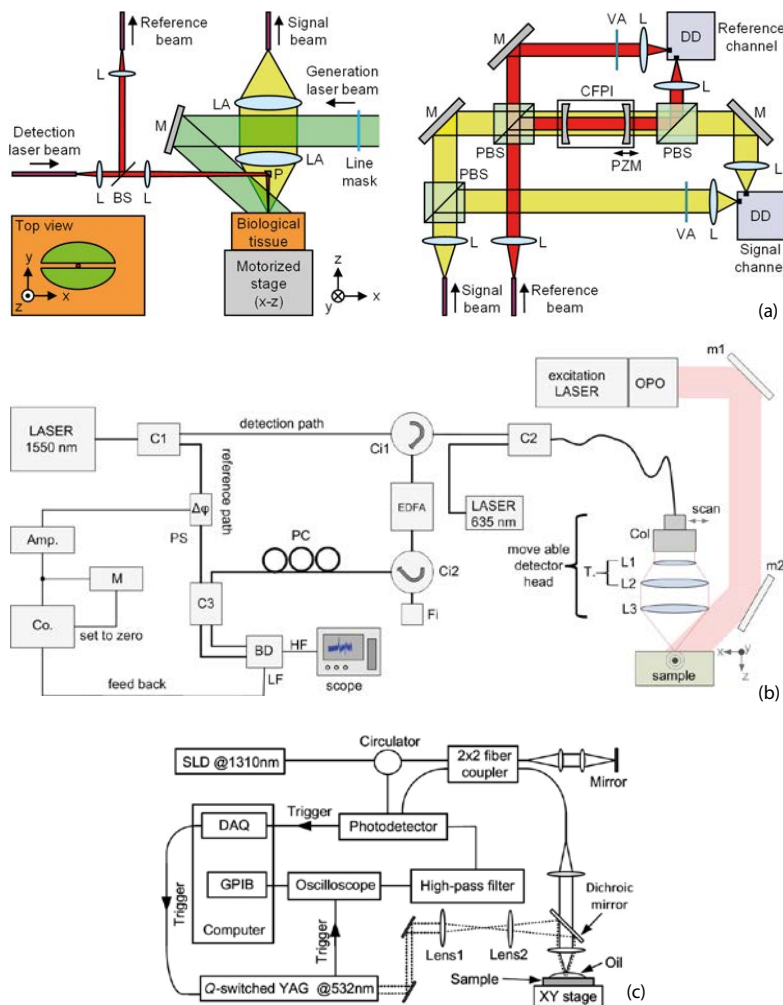 Reference
beam
Signal
beam
Generation
laser beam
L
LA
M
Detection
laser beam
LA
Line
mask
P
L
BS
L
Top view
y
z
x
Biological
tissue
Motorized
stage
(x-z)
z
y
x
M
VA
L
DD
Reference
channel
L
CFPI
M
M
PBS
PZM
PBS
PBS
L
DD
VA
L
Signal
channel
L
L
Signal
beam
Reference
beam
(a)
m1
excitation
LASER
OPO
LASER
1550 nm
C1
detection path
Ci1
C2
reference path
EDFA
LASER
635 nm
scan
Δφ
Col
PS
Amp.
PC
move able
detector
head
L1
T.
L2
M
Ci2
m2
C3
L3
Co.
set to zero
Fi
BD
HF
x
y
z
LF
feed back
scope
sample
(b)
Circulator
SLD @1310nm
2x2 fiber
coupler
Mirror
Trigger
DAQ
Photodetector
Trigger
GPIB
Oscilloscope
High-pass filter
Dichroic
mirror
Computer
Trigger
Lens1
Lens2
Oil
Q-switched YAG @532nm
Sample
XY stage
(c)